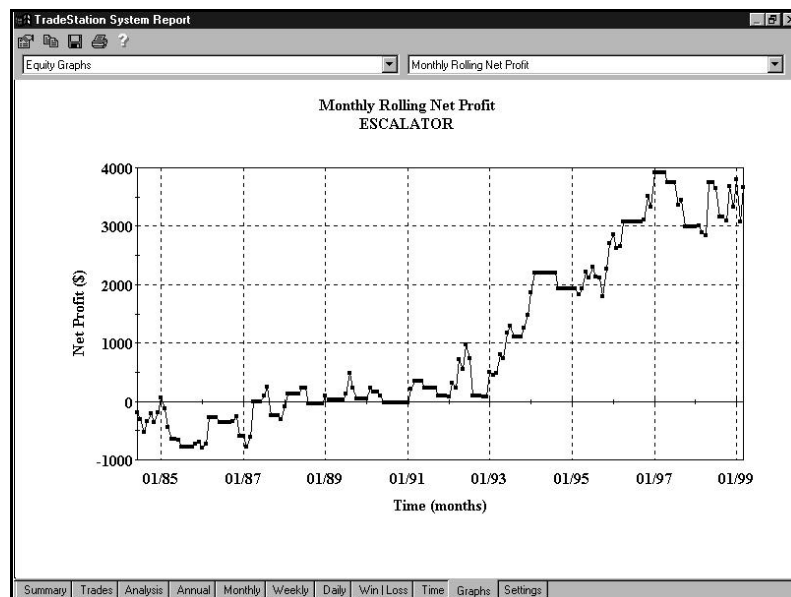 TradeStation System Report
Equity Graphs
Monthly Rolling Net Profit
Monthly Rolling Net Profit
ESCALATOR
Net Profit ($)
4000
3000
2000
1000
0
-1000
01/85 01/87 01/89 01/91 01/93 01/95 01/97 01/99
Time (months)
Summary Trades Analysis Annual Monthly Weekly Daily Win | Loss Time Graphs Settings